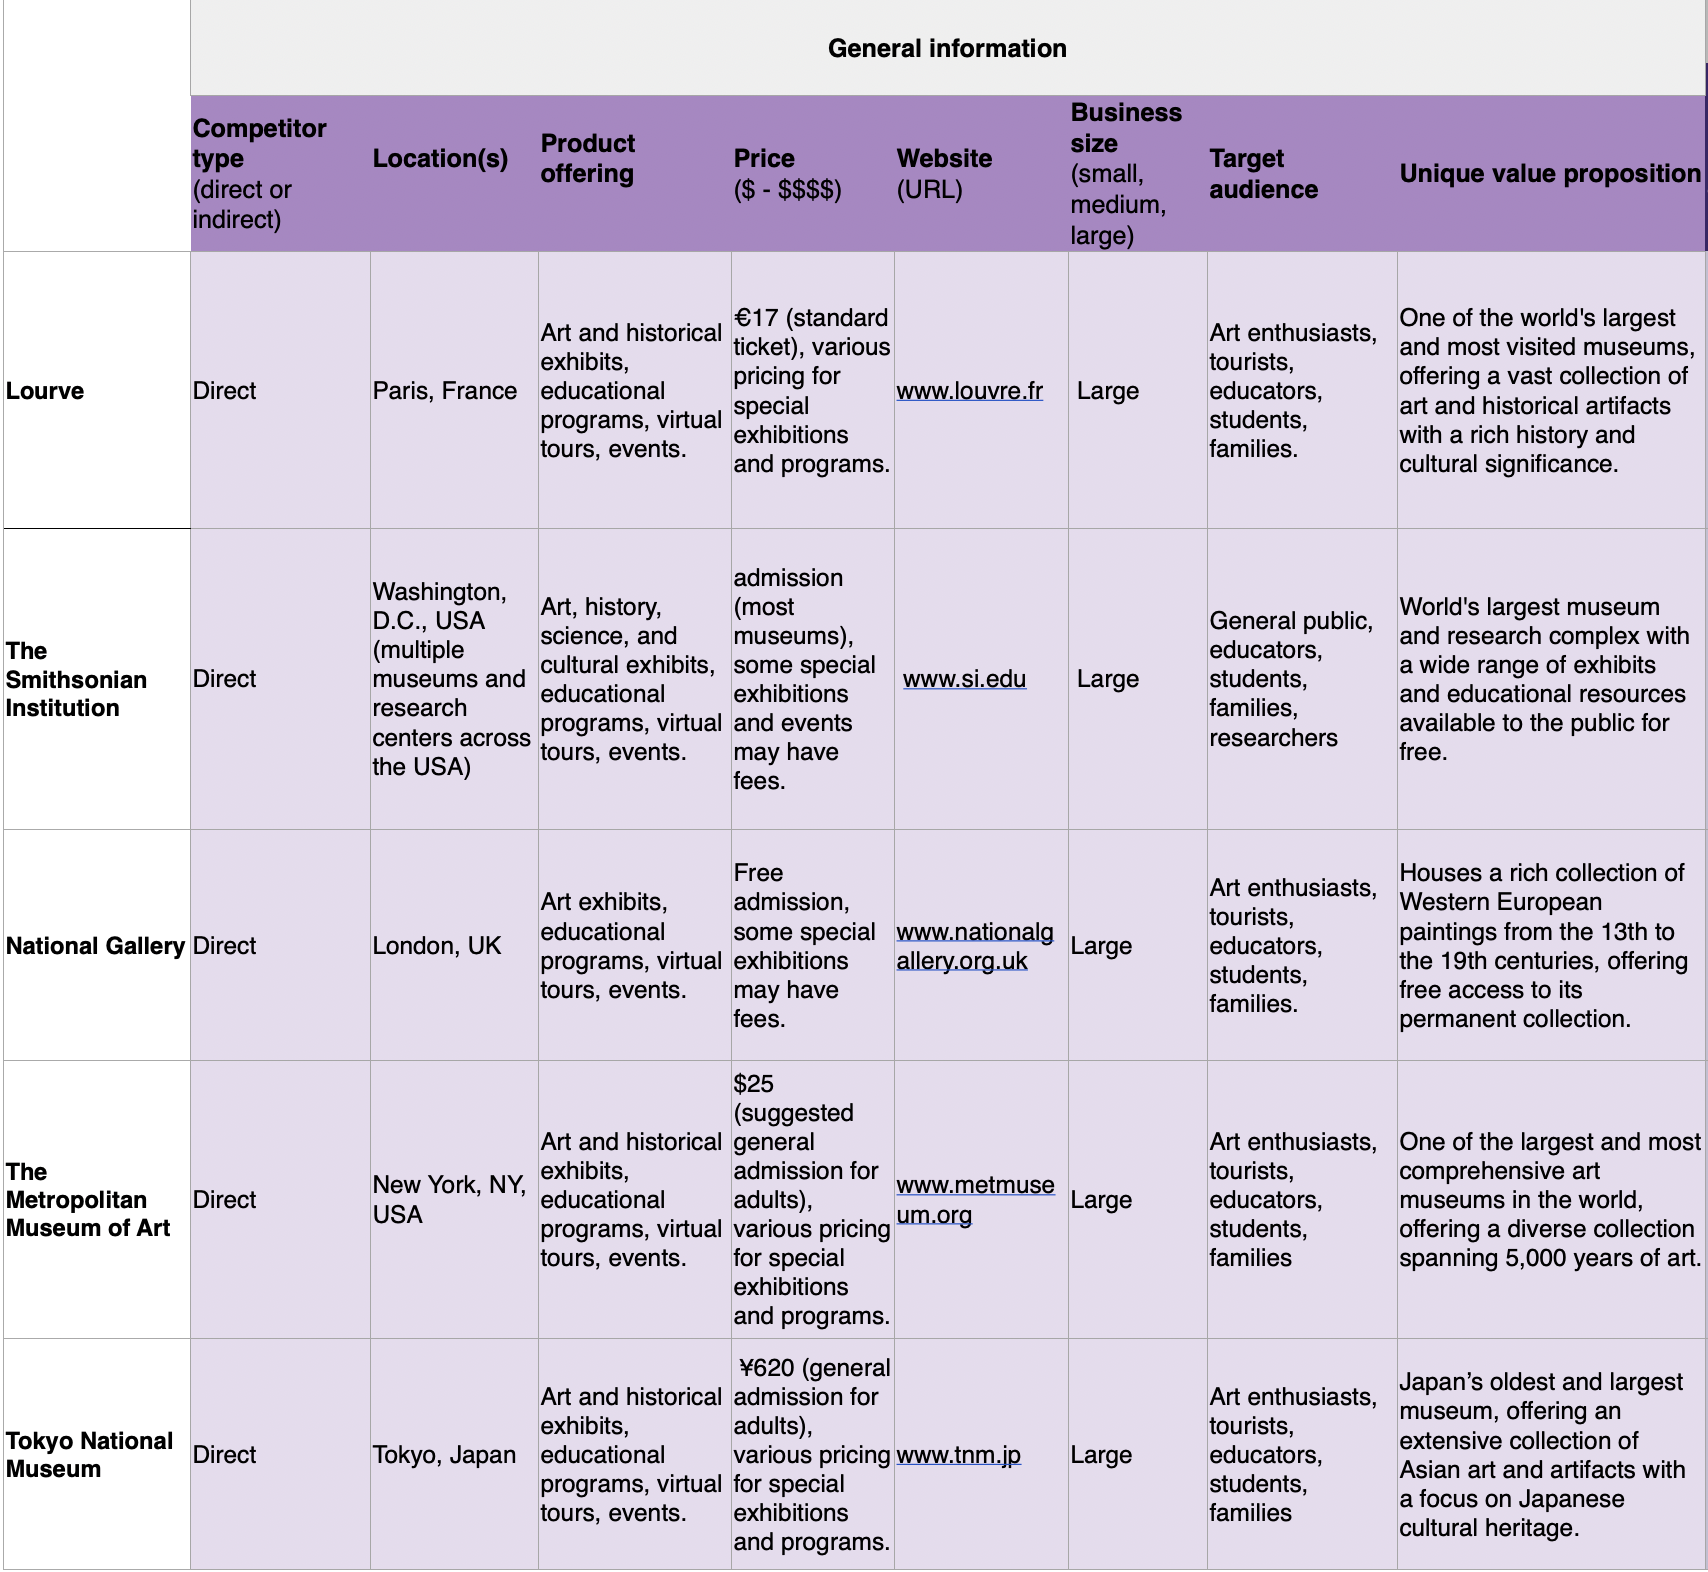 General information
Competitor
type
(direct or
indirect)
Location(s)
Product
offering
Price
($ - $$$$)
Website
(URL)
Business
size
(small,
medium,
large)
Target
audience
Unique value proposition
Lourve
Direct
Paris, France
Art and historical
exhibits,
educational
programs, virtual
tours, events.
€17 (standard
ticket), various
pricing for
special
exhibitions
and programs.
www.louvre.fr
Large
Art enthusiasts,
tourists,
educators,
students,
families.
One of the world's largest
and most visited museums,
offering a vast collection of
art and historical artifacts
with a rich history and
cultural significance.
The
Smithsonian
Institution
Direct
Washington,
D.C., USA
(multiple
museums and
research
centers across
the USA)
Art, history,
science, and
cultural exhibits,
educational
programs, virtual
tours, events.
admission
(most
museums),
some special
exhibitions
and events
may have
fees.
www.si.edu
Large
General public,
educators,
students,
families,
researchers
World's largest museum
and research complex with
a wide range of exhibits
and educational resources
available to the public for
free.
National Gallery
Direct
London, UK
Art exhibits,
educational
programs, virtual
tours, events.
Free
admission,
some special
exhibitions
may have
fees.
www.nationalg
allery.org.uk
Large
Art enthusiasts,
tourists,
educators,
students,
families.
Houses a rich collection of
Western European
paintings from the 13th to
the 19th centuries, offering
free access to its
permanent collection.
The
Metropolitan
Museum of Art
Direct
New York, NY,
USA
Art and historical
exhibits,
educational
programs, virtual
tours, events.
$25
(suggested
general
admission for
adults),
various pricing
for special
exhibitions
and programs.
www.metmuse
um.org
Large
Art enthusiasts,
tourists,
educators,
students,
families
One of the largest and most
comprehensive art
museums in the world,
offering a diverse collection
spanning 5,000 years of art.
Tokyo National
Museum
Direct
Tokyo, Japan
Art and historical
exhibits,
educational
programs, virtual
tours, events.
¥620 (general
admission for
adults),
various pricing
for special
exhibitions
and programs.
www.tnm.jp
Large
Art enthusiasts,
tourists,
educators,
students,
families
Japan’s oldest and largest
museum, offering an
extensive collection of
Asian art and artifacts with
a focus on Japanese
cultural heritage.